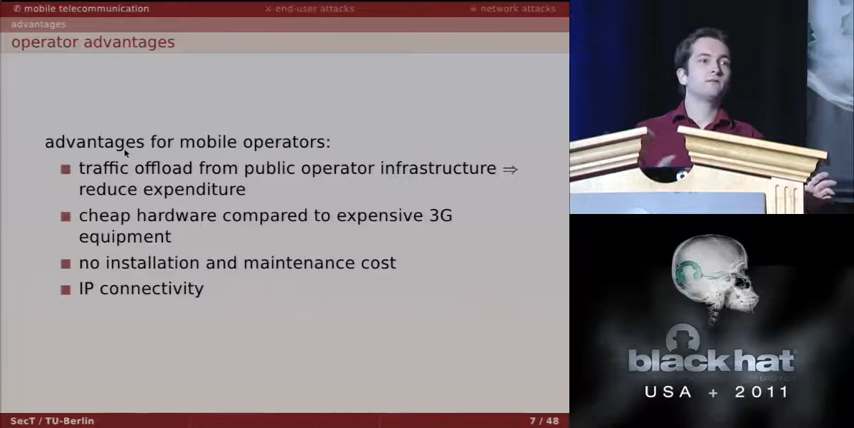 ✆ mobile telecommunication ⚔ end-user attacks ☠ network attacks
advantages
operator advantages
advantages for mobile operators:
■ traffic offload from public operator infrastructure ⇒
reduce expenditure
■ cheap hardware compared to expensive 3G
equipment
■ no installation and maintenance cost
■ IP connectivity
SecT / TU-Berlin 7 / 48
black hat
USA + 2011